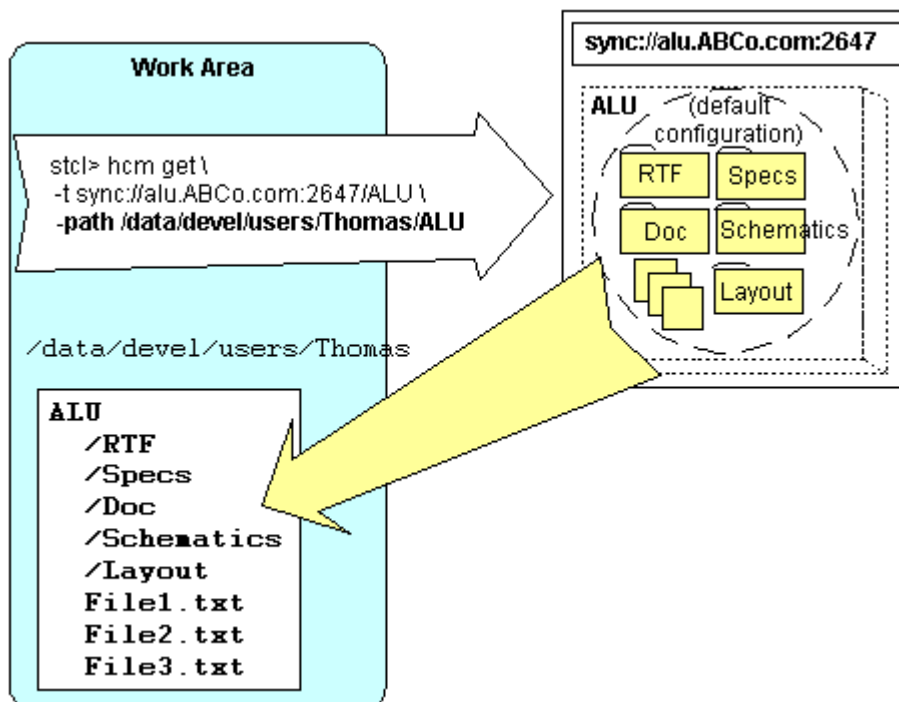 Work Area
stcl> hcm get \
-t sync://alu.ABCo.com:2647/ALU \
-path /data/devel/users/Thomas/ALU
/data/devel/users/Thomas
ALU
/RTF
/Specs
/Doc
/Schematics
/Layout
File1.txt
File2.txt
File3.txt
sync://alu.ABCo.com:2647
ALU (default
configuration)
RTF Specs
Doc Schematics
Layout